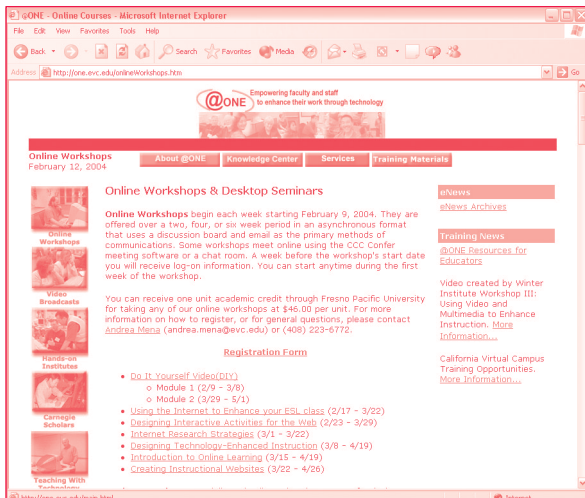 @ONE - Online Courses - Microsoft Internet Explorer
File Edit View Favorites Tools Help
Back Search Favorites Media
Address http://one.evc.edu/onlineWorkshops.htm Go
@ONE Empowering faculty and staff
to enhance their work through technology
Online Workshops
February 12, 2004
About @ONE Knowledge Center Services Training Materials
Online
Workshops
Video
Broadcasts
Hands-on
Institutes
Carnegie
Scholars
Teaching With
Technology
Online Workshops & Desktop Seminars
Online Workshops begin each week starting February 9, 2004. They are
offered over a two, four, or six week period in an asynchronous format
that uses a discussion board and email as the primary methods of
communications. Some workshops meet online using the CCC Confer
meeting software or a chat room. A week before the workshop's start date
you will receive log-on information. You can start anytime during the first
week of the workshop.
You can receive one unit academic credit through Fresno Pacific University
for taking any of our online workshops at $46.00 per unit. For more
information on how to register, or for general questions, please contact
Andrea Mena (andrea.mena@evc.edu) or (408) 223-6772.
Registration Form
• Do It Yourself Video(DIY)
○ Module 1 (2/9 - 3/8)
○ Module 2 (3/29 - 5/1)
• Using the Internet to Enhance your ESL class (2/17 - 3/22)
• Designing Interactive Activities for the Web (2/23 - 3/29)
• Internet Research Strategies (3/1 - 3/22)
• Designing Technology-Enhanced Instruction (3/8 - 4/19)
• Introduction to Online Learning (3/15 - 4/19)
• Creating Instructional Websites (3/22 - 4/26)
eNews
eNews Archives
Training News
@ONE Resources for
Educators
Video created by Winter
Institute Workshop III:
Using Video and
Multimedia to Enhance
Instruction. More
Information...
California Virtual Campus
Training Opportunities.
More Information...
Internet